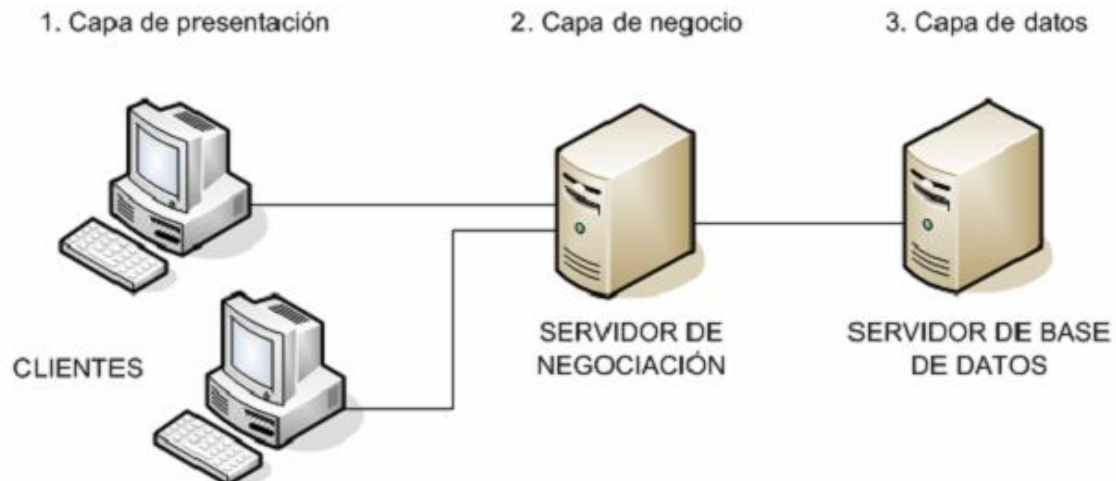 1. Capa de presentación
2. Capa de negocio
3. Capa de datos
CLIENTES
SERVIDOR DE
NEGOCIACIÓN
SERVIDOR DE BASE
DE DATOS